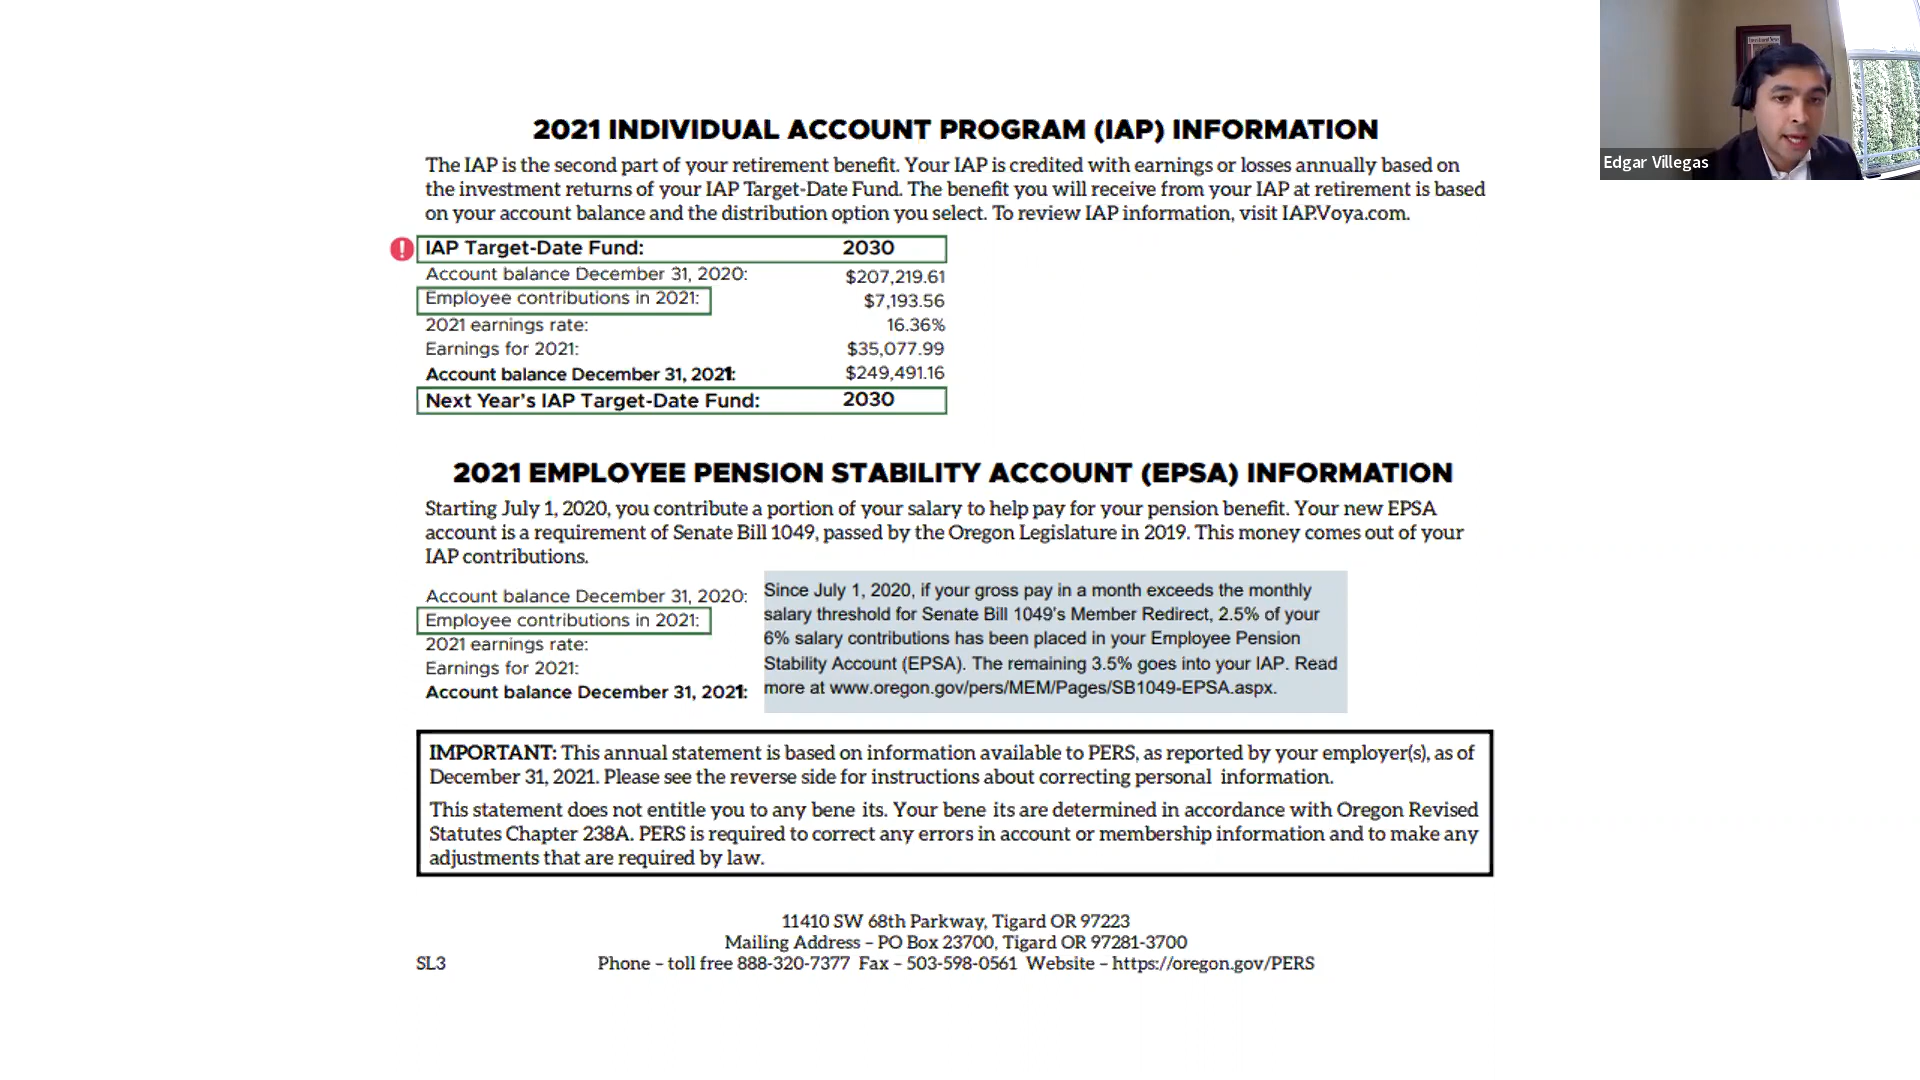 2021 INDIVIDUAL ACCOUNT PROGRAM (IAP) INFORMATION
The IAP is the second part of your retirement benefit. Your IAP is credited with earnings or losses annually based on
the investment returns of your IAP Target-Date Fund. The benefit you will receive from your IAP at retirement is based
on your account balance and the distribution option you select. To review IAP information, visit IAP.Voya.com.
IAP Target-Date Fund: 2030
Account balance December 31, 2020: $207,219.61
Employee contributions in 2021: $7,193.56
2021 earnings rate: 16.36%
Earnings for 2021: $35,077.99
Account balance December 31, 2021: $249,491.16
Next Year's IAP Target-Date Fund: 2030
2021 EMPLOYEE PENSION STABILITY ACCOUNT (EPSA) INFORMATION
Starting July 1, 2020, you contribute a portion of your salary to help pay for your pension benefit. Your new EPSA
account is a requirement of Senate Bill 1049, passed by the Oregon Legislature in 2019. This money comes out of your
IAP contributions.
Account balance December 31, 2020:
Employee contributions in 2021:
2021 earnings rate:
Earnings for 2021:
Account balance December 31, 2021:
Since July 1, 2020, if your gross pay in a month exceeds the monthly
salary threshold for Senate Bill 1049's Member Redirect, 2.5% of your
6% salary contributions has been placed in your Employee Pension
Stability Account (EPSA). The remaining 3.5% goes into your IAP. Read
more at www.oregon.gov/pers/MEM/Pages/SB1049-EPSA.aspx.
IMPORTANT: This annual statement is based on information available to PERS, as reported by your employer(s), as of
December 31, 2021. Please see the reverse side for instructions about correcting personal information.
This statement does not entitle you to any bene its. Your bene its are determined in accordance with Oregon Revised
Statutes Chapter 238A. PERS is required to correct any errors in account or membership information and to make any
adjustments that are required by law.
11410 SW 68th Parkway, Tigard OR 97223
Mailing Address – PO Box 23700, Tigard OR 97281-3700
SL3 Phone – toll free 888-320-7377 Fax – 503-598-0561 Website – https://oregon.gov/PERS
Edgar Villegas